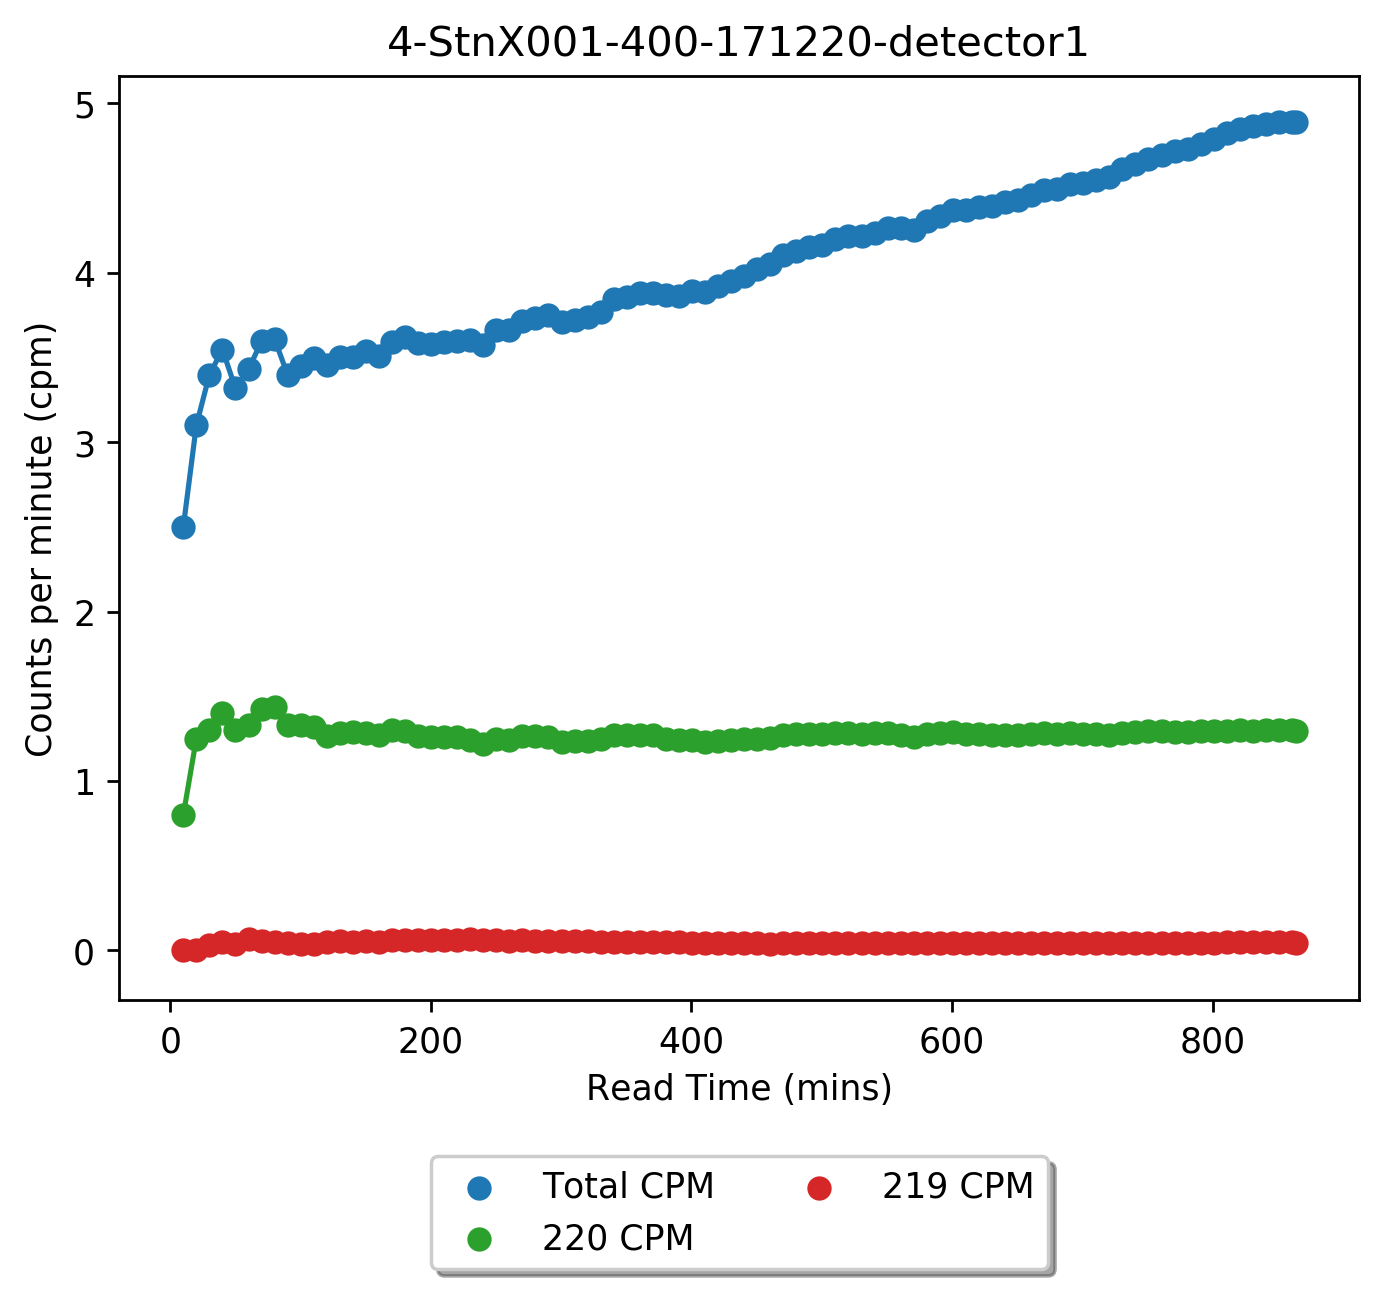 4-StnX001-400-171220-detector1
5
4
3
2
1
0
Counts per minute (cpm)
0 200 400 600 800
Read Time (mins)
Total CPM 219 CPM
220 CPM